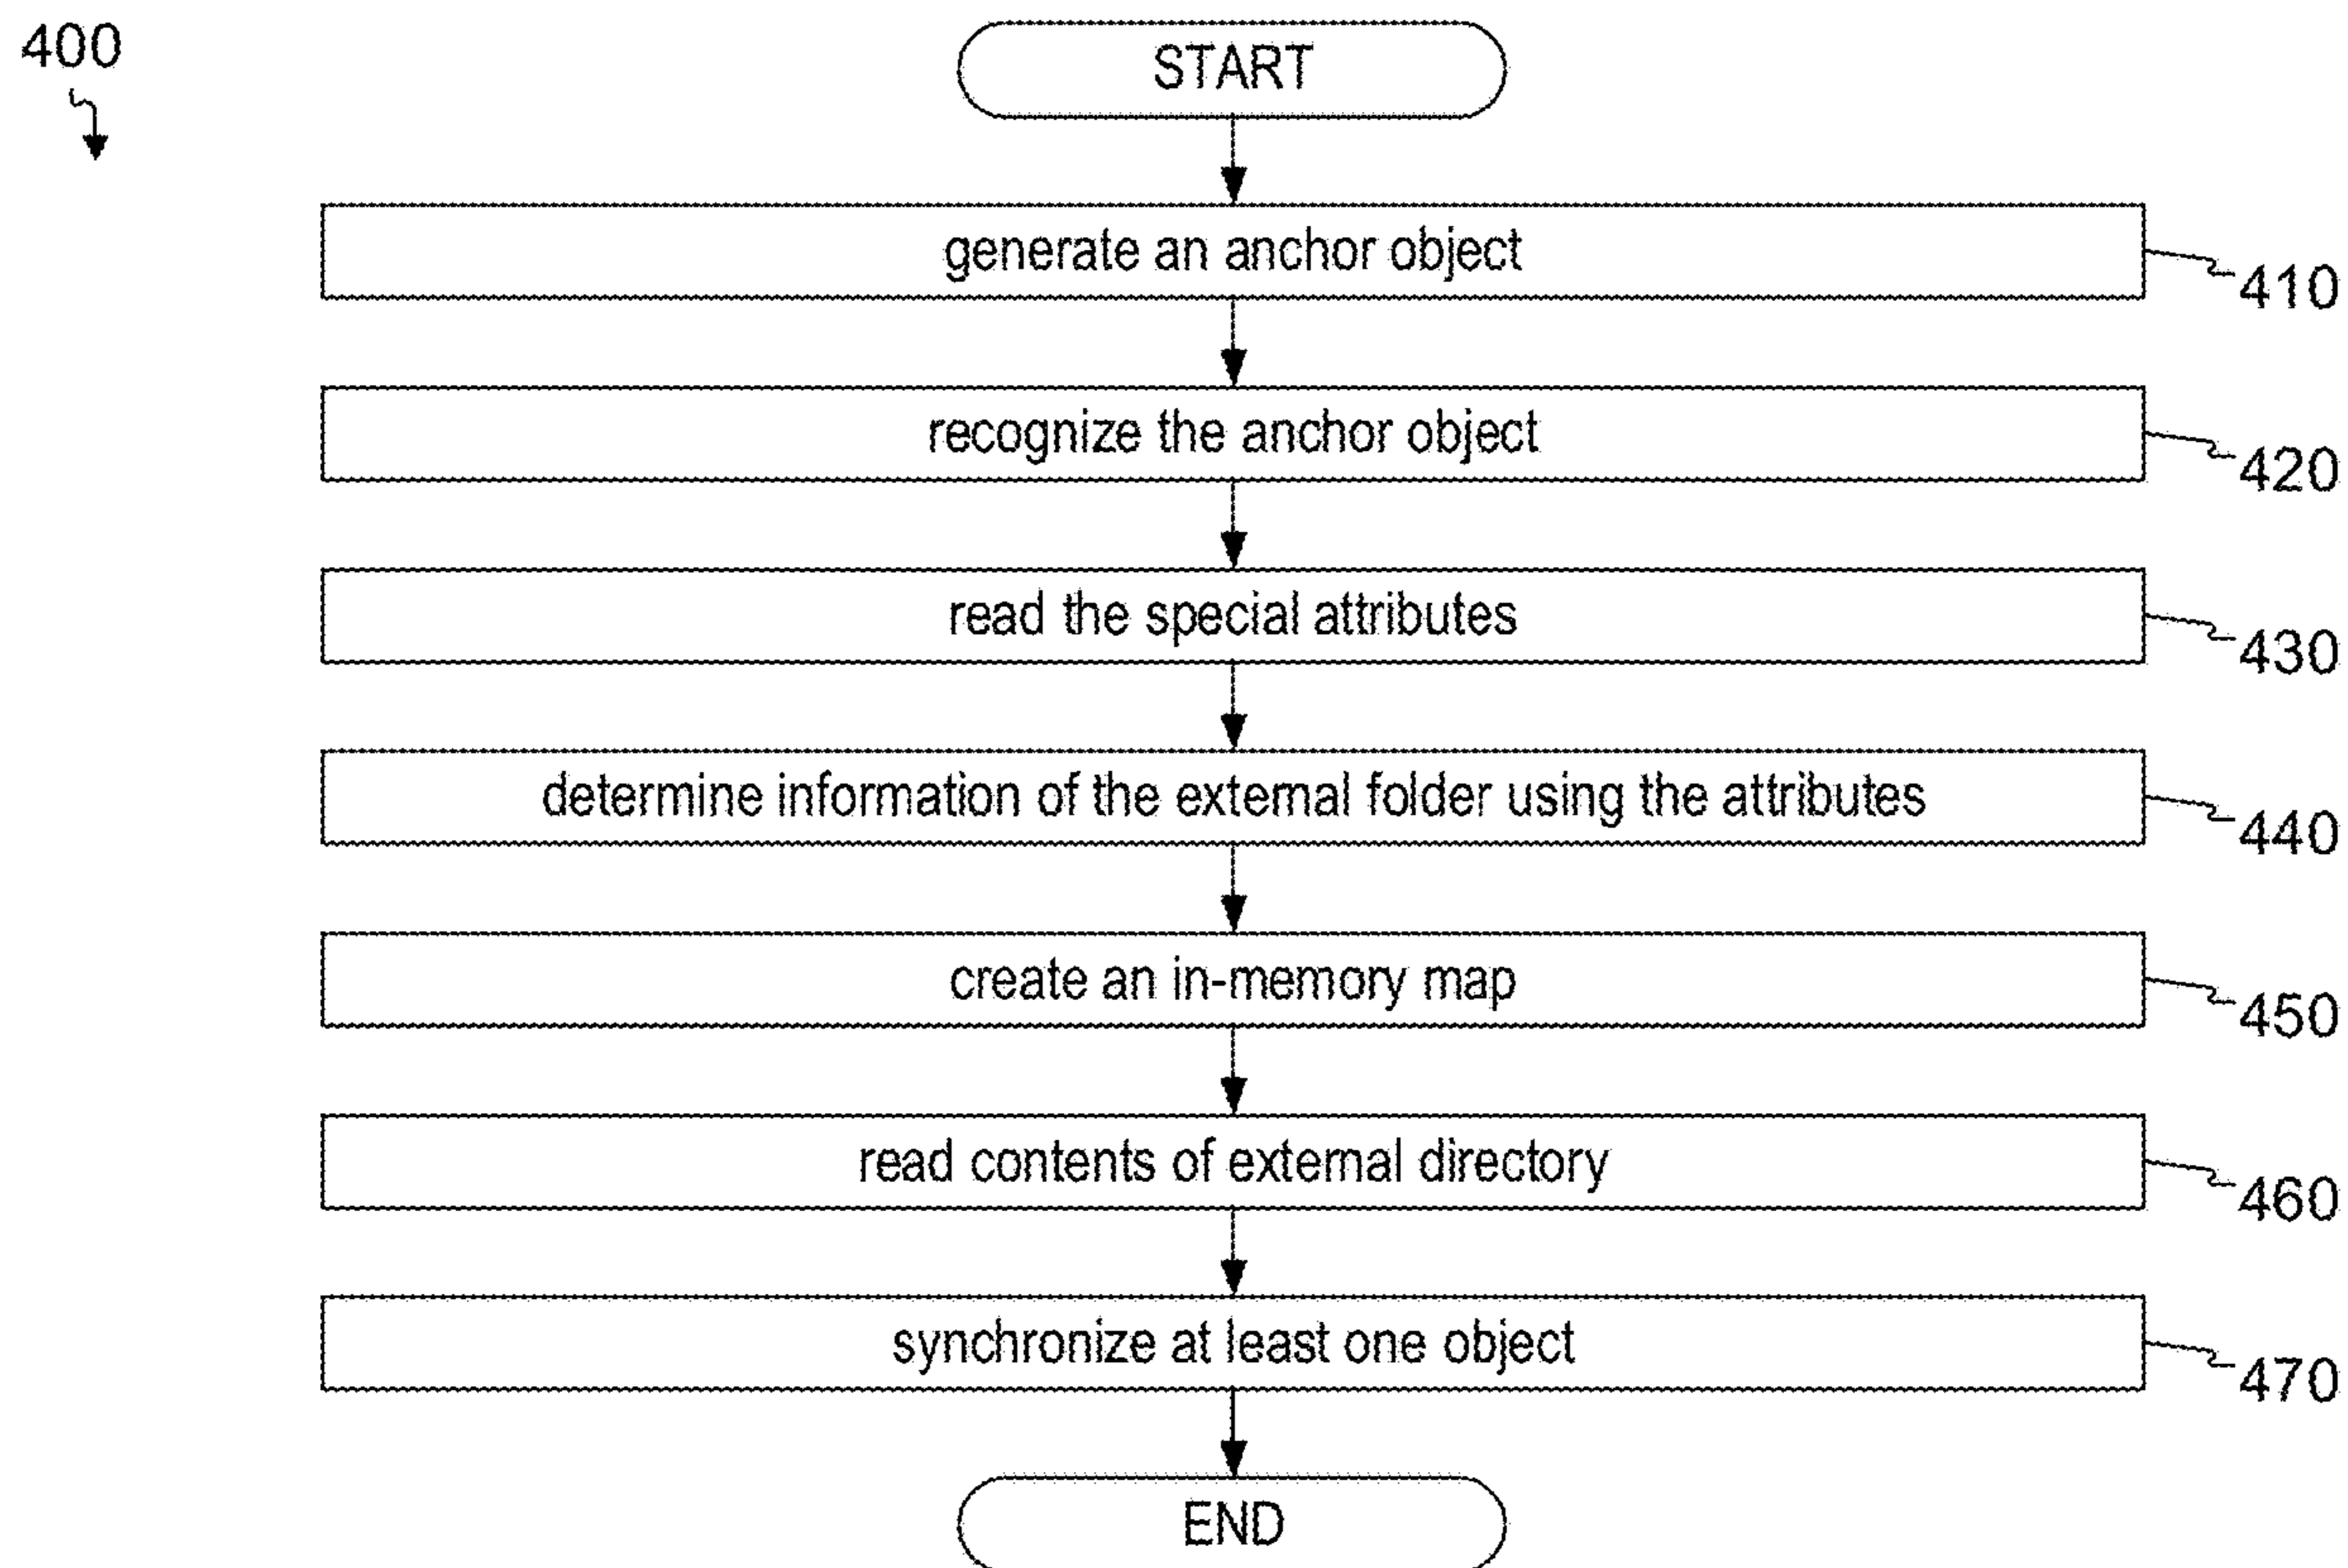 400
START
generate an anchor object
410
recognize the anchor object
420
read the special attributes
430
determine information of the external folder using the attributes
440
create an in-memory map
450
read contents of external directory
460
synchronize at least one object
470
END